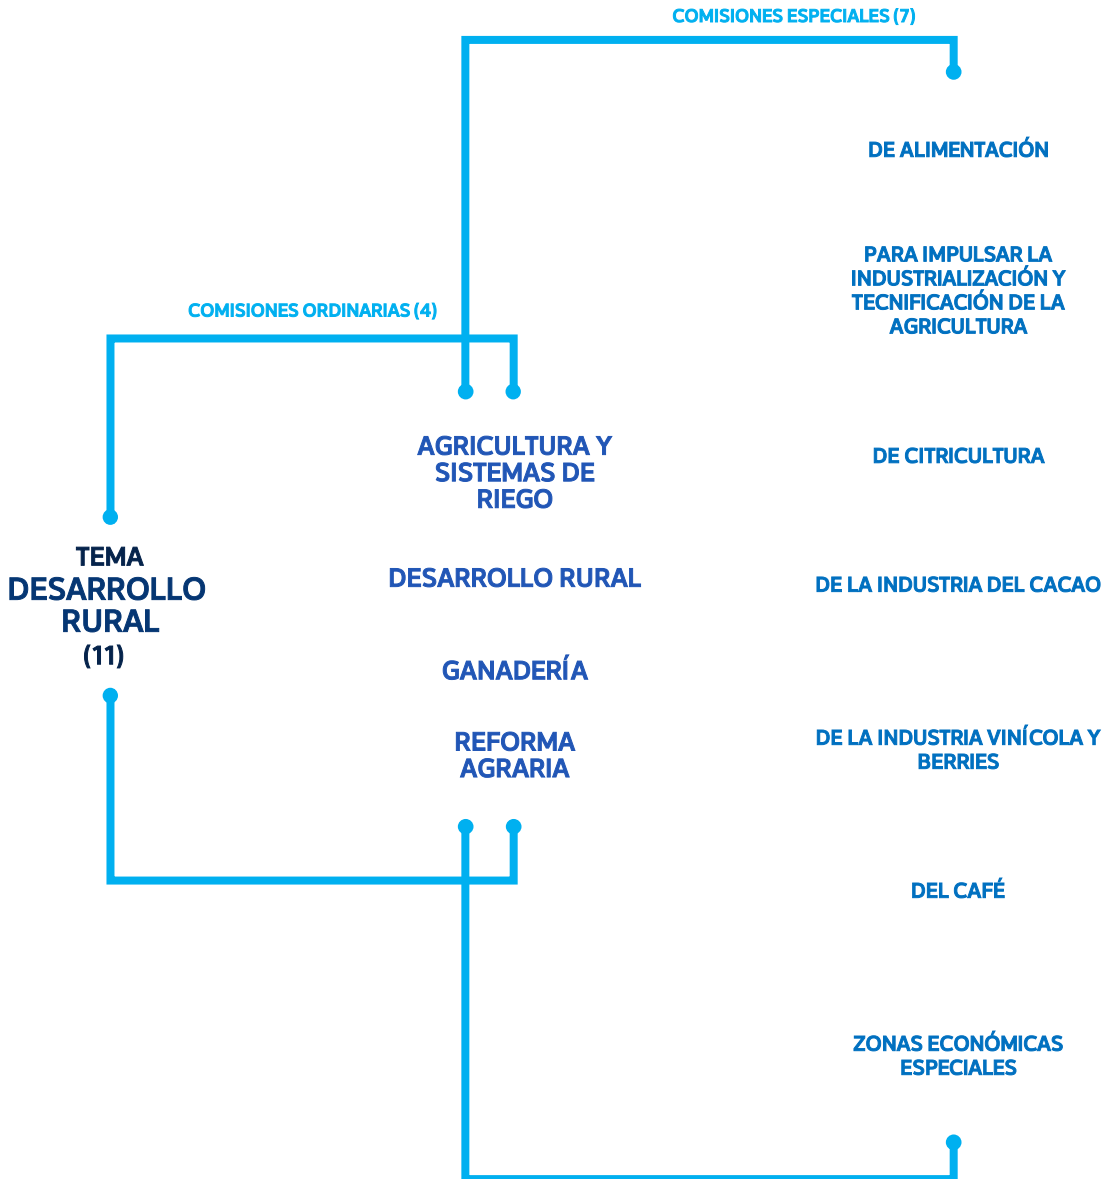 COMISIONES ESPECIALES (7)
DE ALIMENTACIÓN
PARA IMPULSAR LA
INDUSTRIALIZACIÓN Y
TECNIFICACIÓN DE LA
AGRICULTURA
DE CITRICULTURA
DE LA INDUSTRIA DEL CACAO
DE LA INDUSTRIA VINÍCOLA Y
BERRIES
DEL CAFÉ
ZONAS ECONÓMICAS
ESPECIALES
COMISIONES ORDINARIAS (4)
AGRICULTURA Y
SISTEMAS DE
RIEGO
DESARROLLO RURAL
GANADERÍA
REFORMA
AGRARIA
TEMA
DESARROLLO
RURAL
(11)